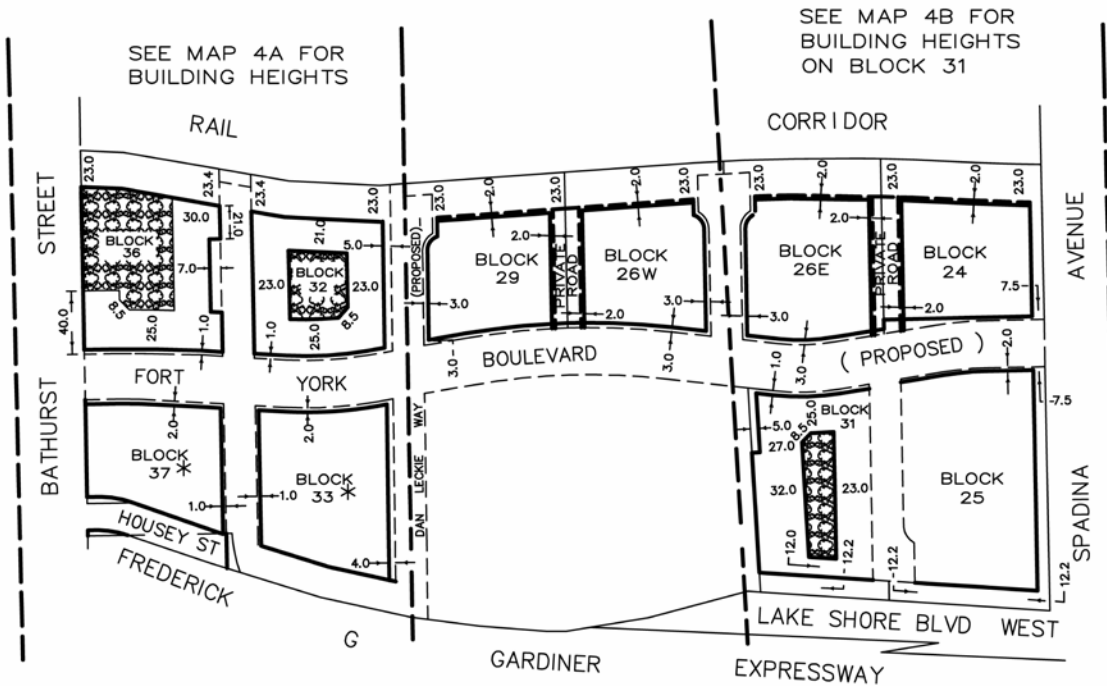 SEE MAP 4A FOR
BUILDING HEIGHTS
SEE MAP 4B FOR
BUILDING HEIGHTS
ON BLOCK 31
RAIL
CORRIDOR
STREET
AVENUE
23.0
23.4
23.4
23.0
23.0
2.0
23.0
2.0
23.0
23.0
2.0
23.0
2.0
23.0
30.0
21.0
BLOCK
36
7.0
40.0
8.5
25.0
1.0
21.0
5.0
23.0
BLOCK
32
23.0
25.0
8.5
1.0
(PROPOSED)
BLOCK
29
3.0
2.0
PRIVATE
ROAD
BLOCK
26W
2.0
3.0
3.0
3.0
BLOCK
26E
3.0
3.0
2.0
PRIVATE
ROAD
BLOCK
24
2.0
7.5
FORT
YORK
BOULEVARD
( PROPOSED )
BATHURST
SPADINA
2.0
BLOCK
37
1.0
2.0
BLOCK
33
1.0
4.0
DAN LECKIE WAY
1.0
5.0
BLOCK
31
25.0
8.5
27.0
32.0
23.0
12.0
12.2
12.2
2.0
7.5
BLOCK
25
12.2
HOUSEY ST
FREDERICK
G
GARDINER
EXPRESSWAY
LAKE SHORE BLVD WEST